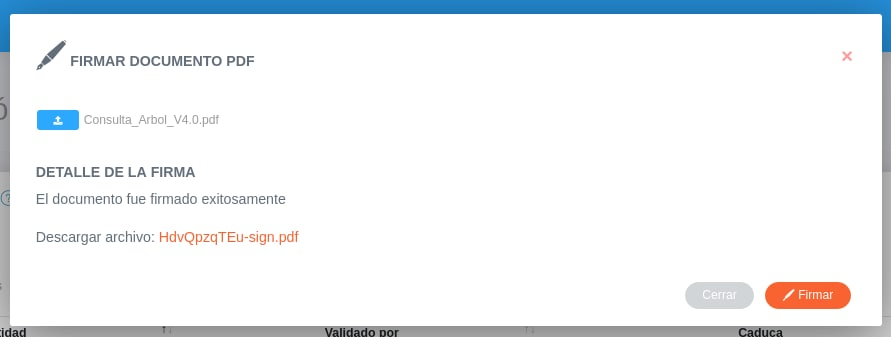 FIRMAR DOCUMENTO PDF
×
Consulta_Arbol_V4.0.pdf
DETALLE DE LA FIRMA
El documento fue firmado exitosamente
Descargar archivo: HdvQpzqTEu-sign.pdf
Cerrar
Firmar
Validado por
Caduca